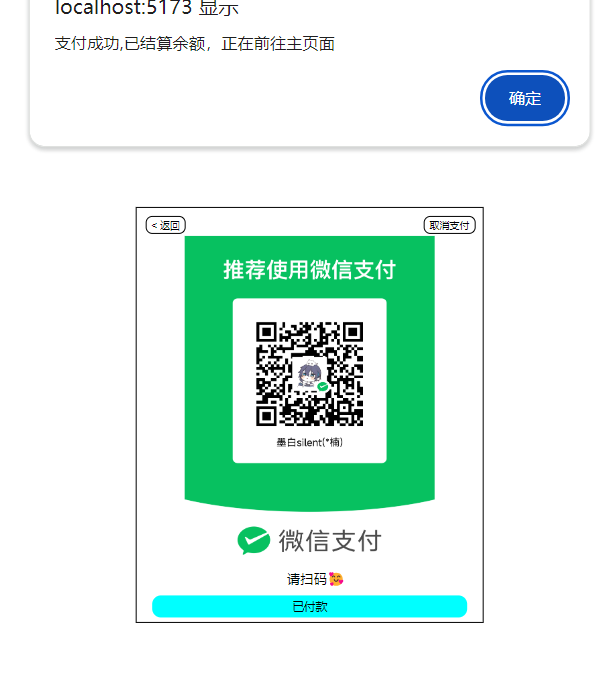 localhost:5173 显示
支付成功,已结算余额，正在前往主页面
确定
< 返回
取消支付
推荐使用微信支付
墨白silent(*楠)
微信支付
请扫码🥰
已付款